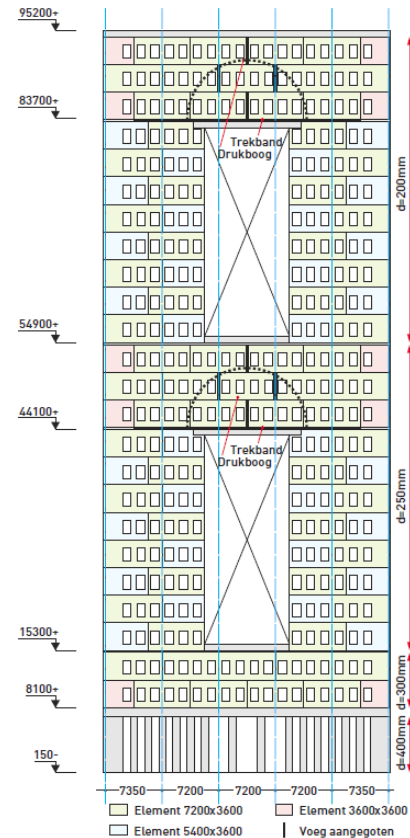 95200+
83700+
Trekband
Drukboog
d=200mm
54900+
44100+
Trekband
Drukboog
d=250mm
15300+
8100+
d=300mm
150-
d=400mm
7350 7200 7200 7200 7350
Element 7200x3600 Element 3600x3600
Element 5400x3600 Voeg aangegoten